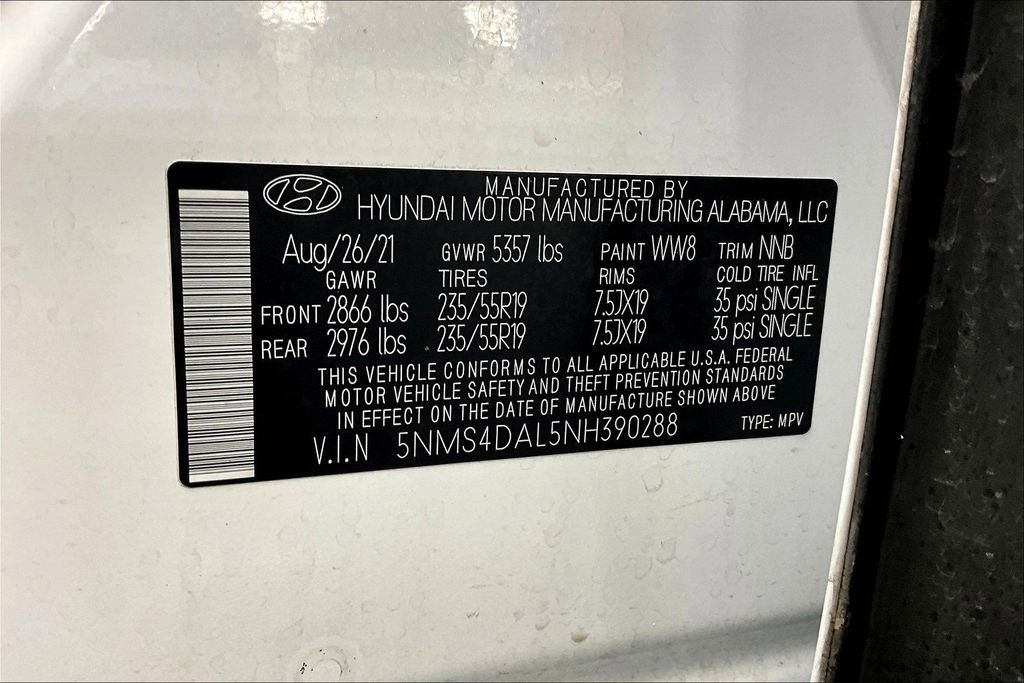 MANUFACTURED BY
HYUNDAI MOTOR MANUFACTURING ALABAMA, LLC
Aug/26/21 GVWR 5357 lbs PAINT WW8 TRIM NNB
GAWR TIRES RIMS COLD TIRE INFL
FRONT 2866 lbs 235/55R19 7.5JX19 35 psi SINGLE
REAR 2976 lbs 235/55R19 7.5JX19 35 psi SINGLE
THIS VEHICLE CONFORMS TO ALL APPLICABLE U.S.A. FEDERAL
MOTOR VEHICLE SAFETY AND THEFT PREVENTION STANDARDS
IN EFFECT ON THE DATE OF MANUFACTURE SHOWN ABOVE
V.I.N 5NMS4DAL5NH390288 TYPE: MPV